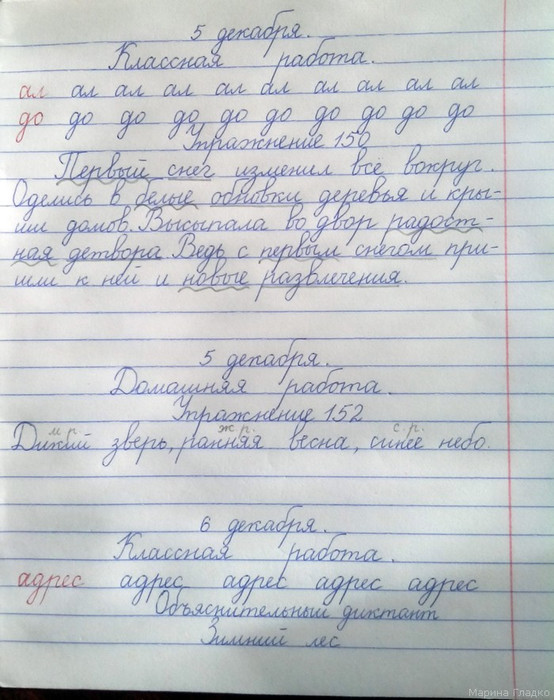 5 декабря.
Классная работа.
ал ал ал ал ал ал ал ал ал ал
до до до до до до до до до до
Упражнение 150
Первый снег изменил всё вокруг.
Оделись в белые обновки деревья и кры-
ши домов. Высыпала во двор радост-
ная детвора. Ведь с первым снегом при-
шли к ней и новые развлечения.
5 декабря.
Домашняя работа.
Упражнение 152
м.р. ж.р. с.р.
Дикий зверь, ранняя весна, синее небо.
6 декабря.
Классная работа.
адрес адрес адрес адрес адрес
Объяснительный диктант
Зимний лес
Марина Гладко